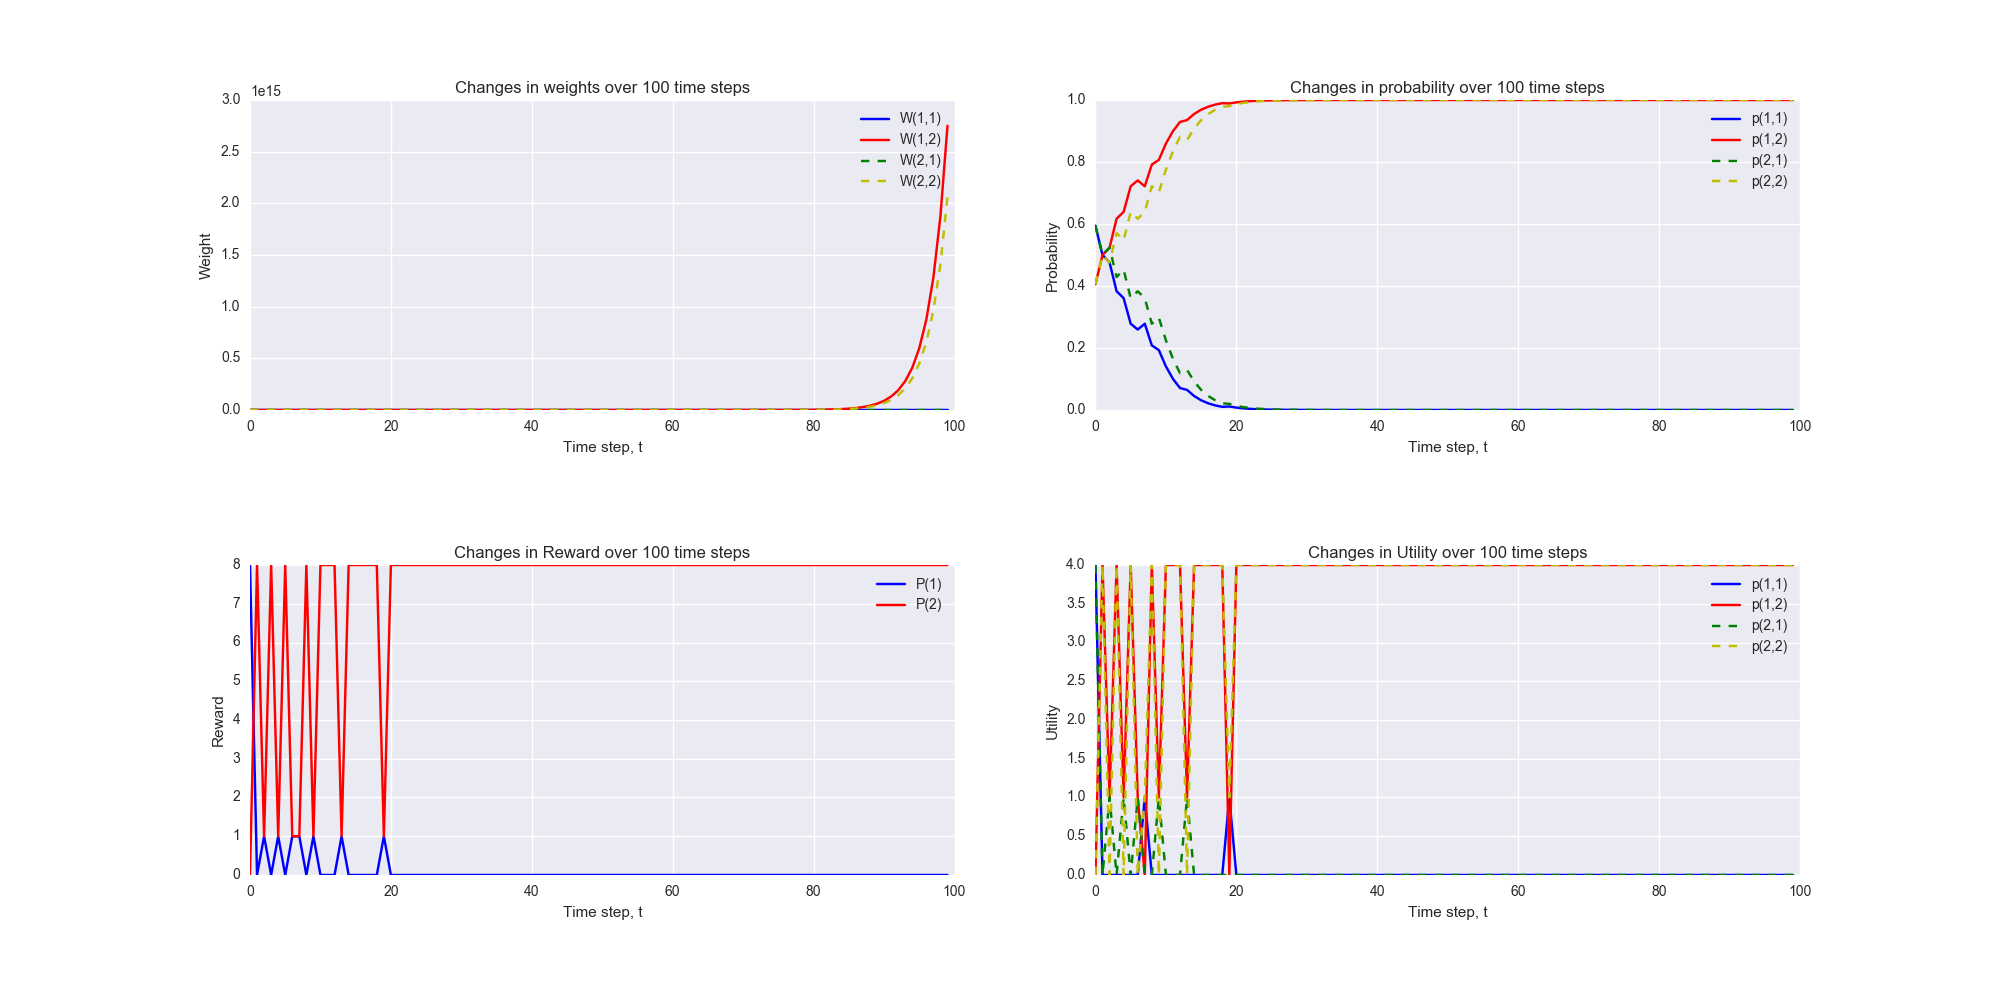 Changes in weights over 100 time steps
1e15
3.0
2.5
2.0
1.5
1.0
0.5
0.0
Weight
0 20 40 60 80 100
Time step, t
W(1,1)
W(1,2)
W(2,1)
W(2,2)
Changes in probability over 100 time steps
1.0
0.8
0.6
0.4
0.2
0.0
Probability
0 20 40 60 80 100
Time step, t
p(1,1)
p(1,2)
p(2,1)
p(2,2)
Changes in Reward over 100 time steps
8
7
6
5
4
3
2
1
0
Reward
0 20 40 60 80 100
Time step, t
P(1)
P(2)
Changes in Utility over 100 time steps
4.0
3.5
3.0
2.5
2.0
1.5
1.0
0.5
0.0
Utility
0 20 40 60 80 100
Time step, t
p(1,1)
p(1,2)
p(2,1)
p(2,2)